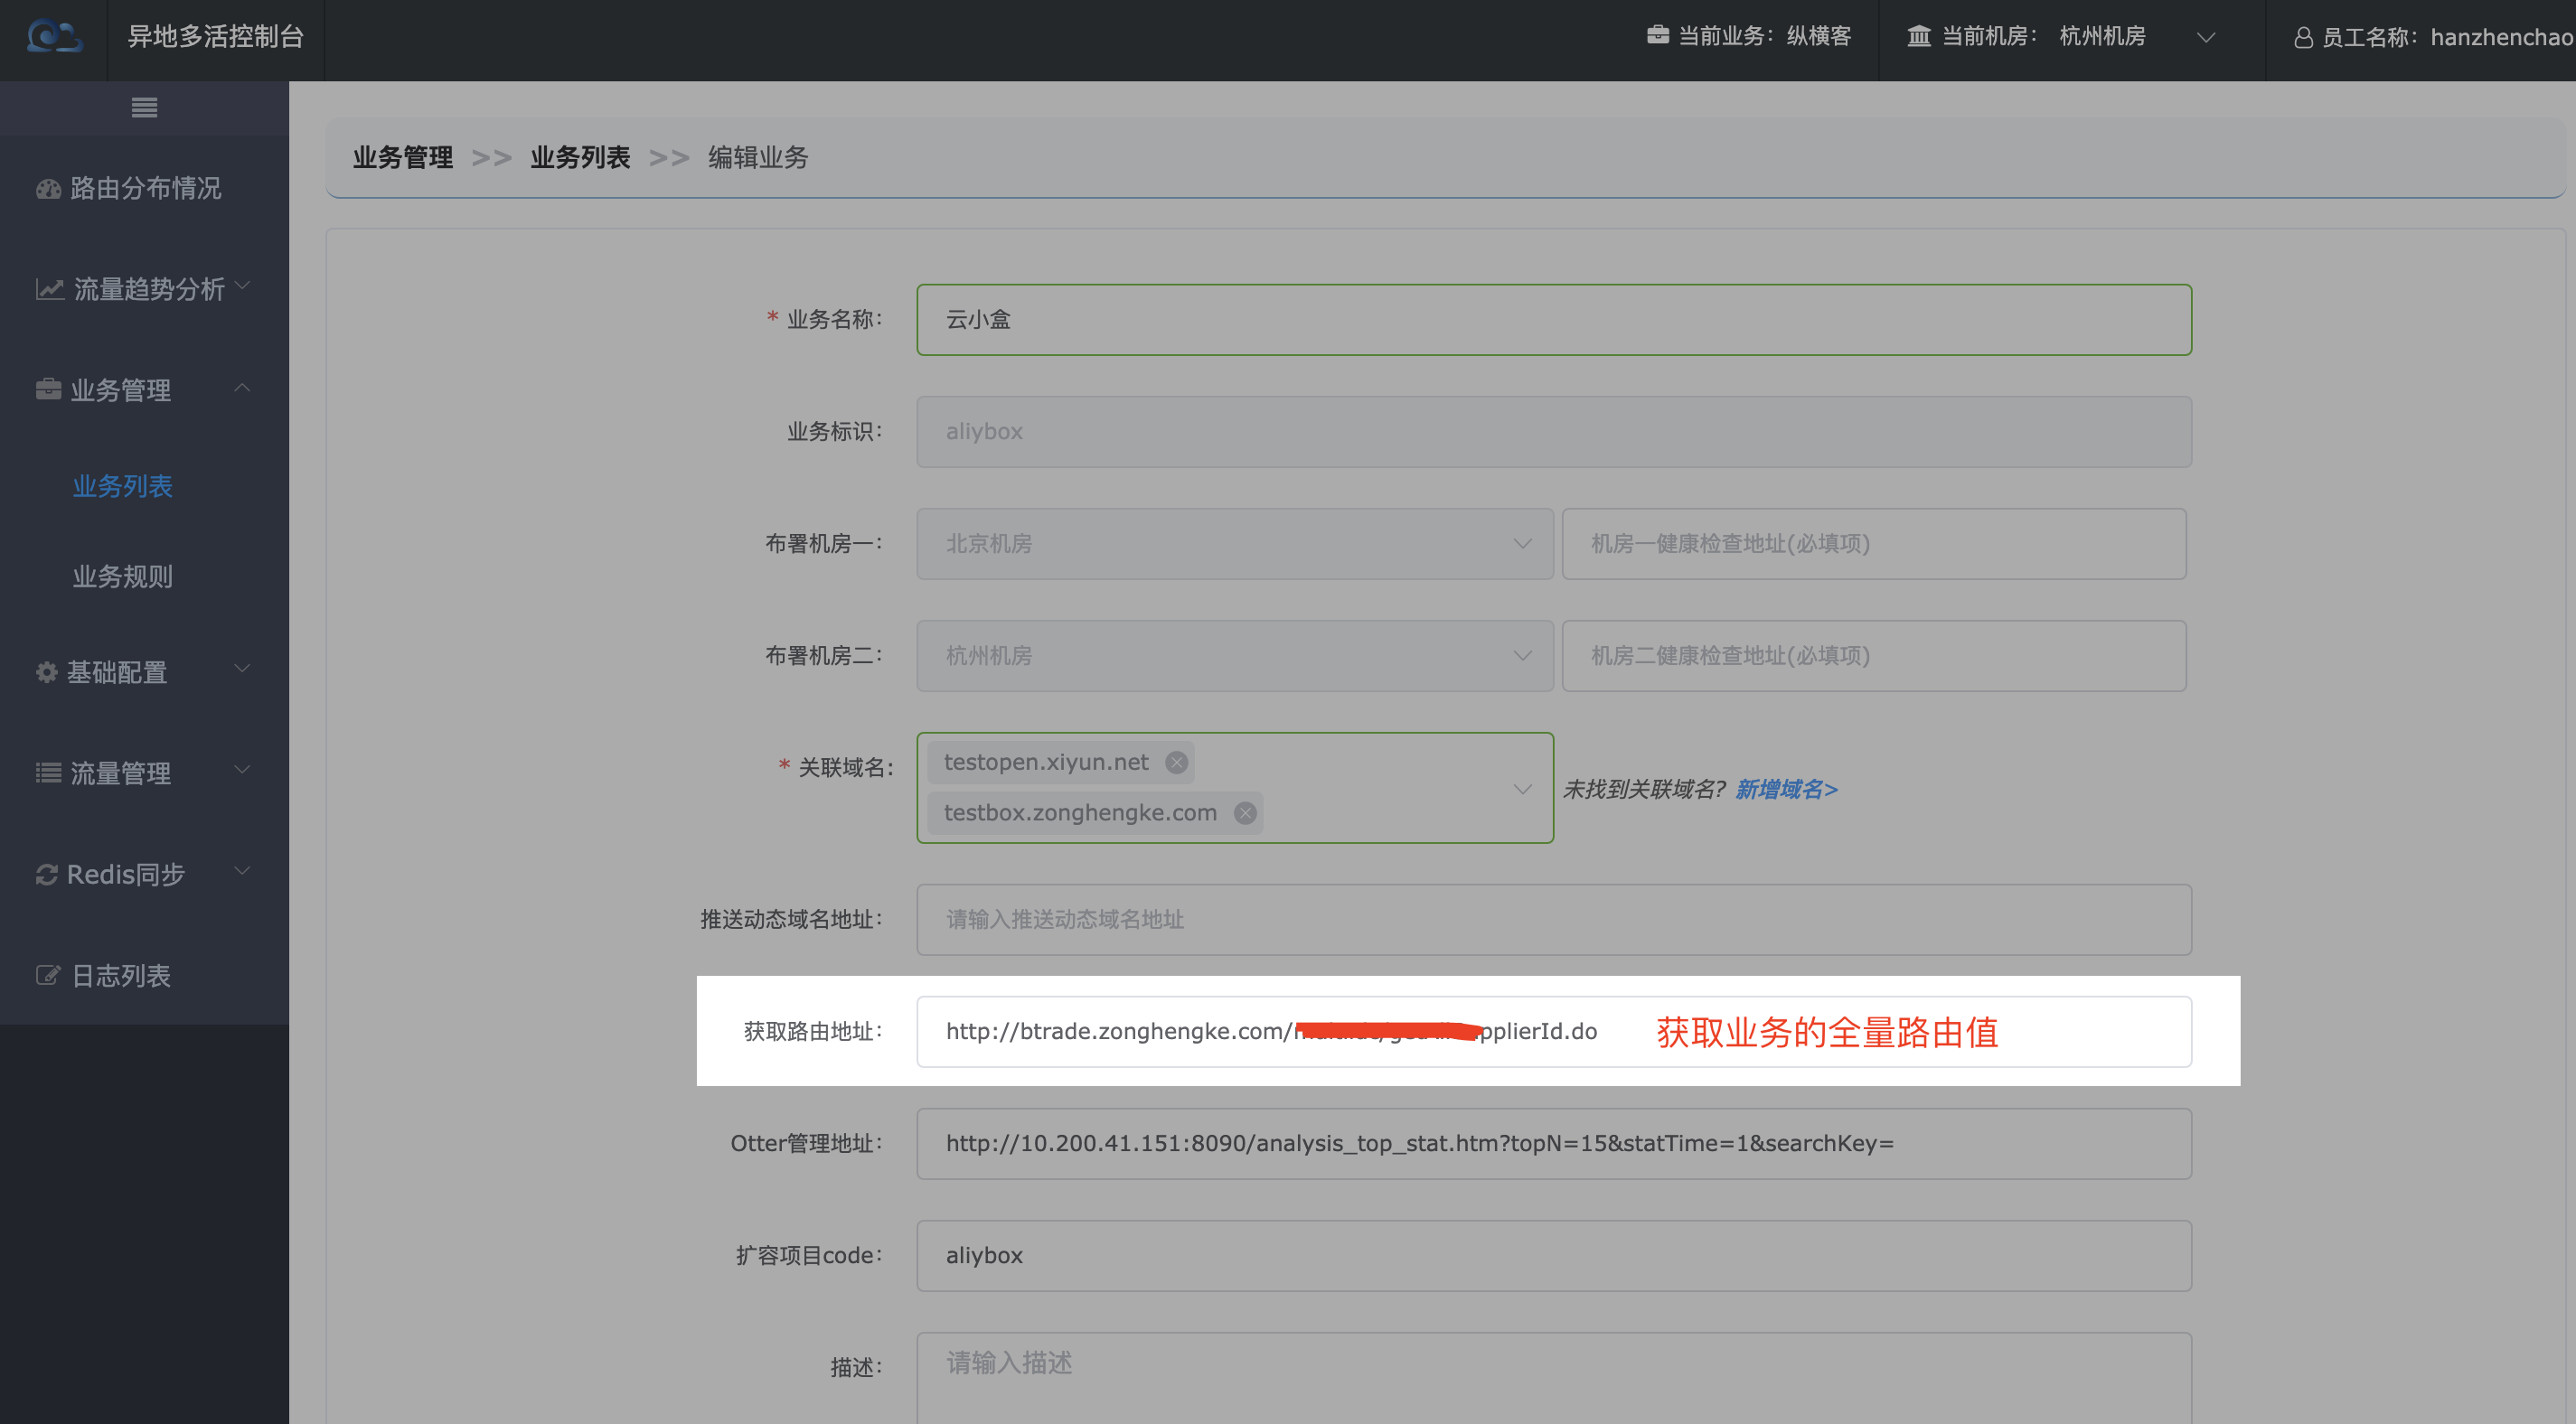 异地多活控制台
当前业务：纵横客
当前机房：
杭州机房
员工名称：hanzhenchao
路由分布情况
流量趋势分析
业务管理
业务列表
业务规则
基础配置
流量管理
Redis同步
日志列表
业务管理 >> 业务列表 >> 编辑业务
* 业务名称：
云小盒
业务标识：
aliybox
布署机房一：
北京机房
机房一健康检查地址(必填项)
布署机房二：
杭州机房
机房二健康检查地址(必填项)
* 关联域名：
testopen.xiyun.net
testbox.zonghengke.com
未找到关联域名? 新增域名>
推送动态域名地址：
请输入推送动态域名地址
获取路由地址：
http://btrade.zonghengke.com/ pplierId.do
获取业务的全量路由值
Otter管理地址：
http://10.200.41.151:8090/analysis_top_stat.htm?topN=15&statTime=1&searchKey=
扩容项目code：
aliybox
描述：
请输入描述